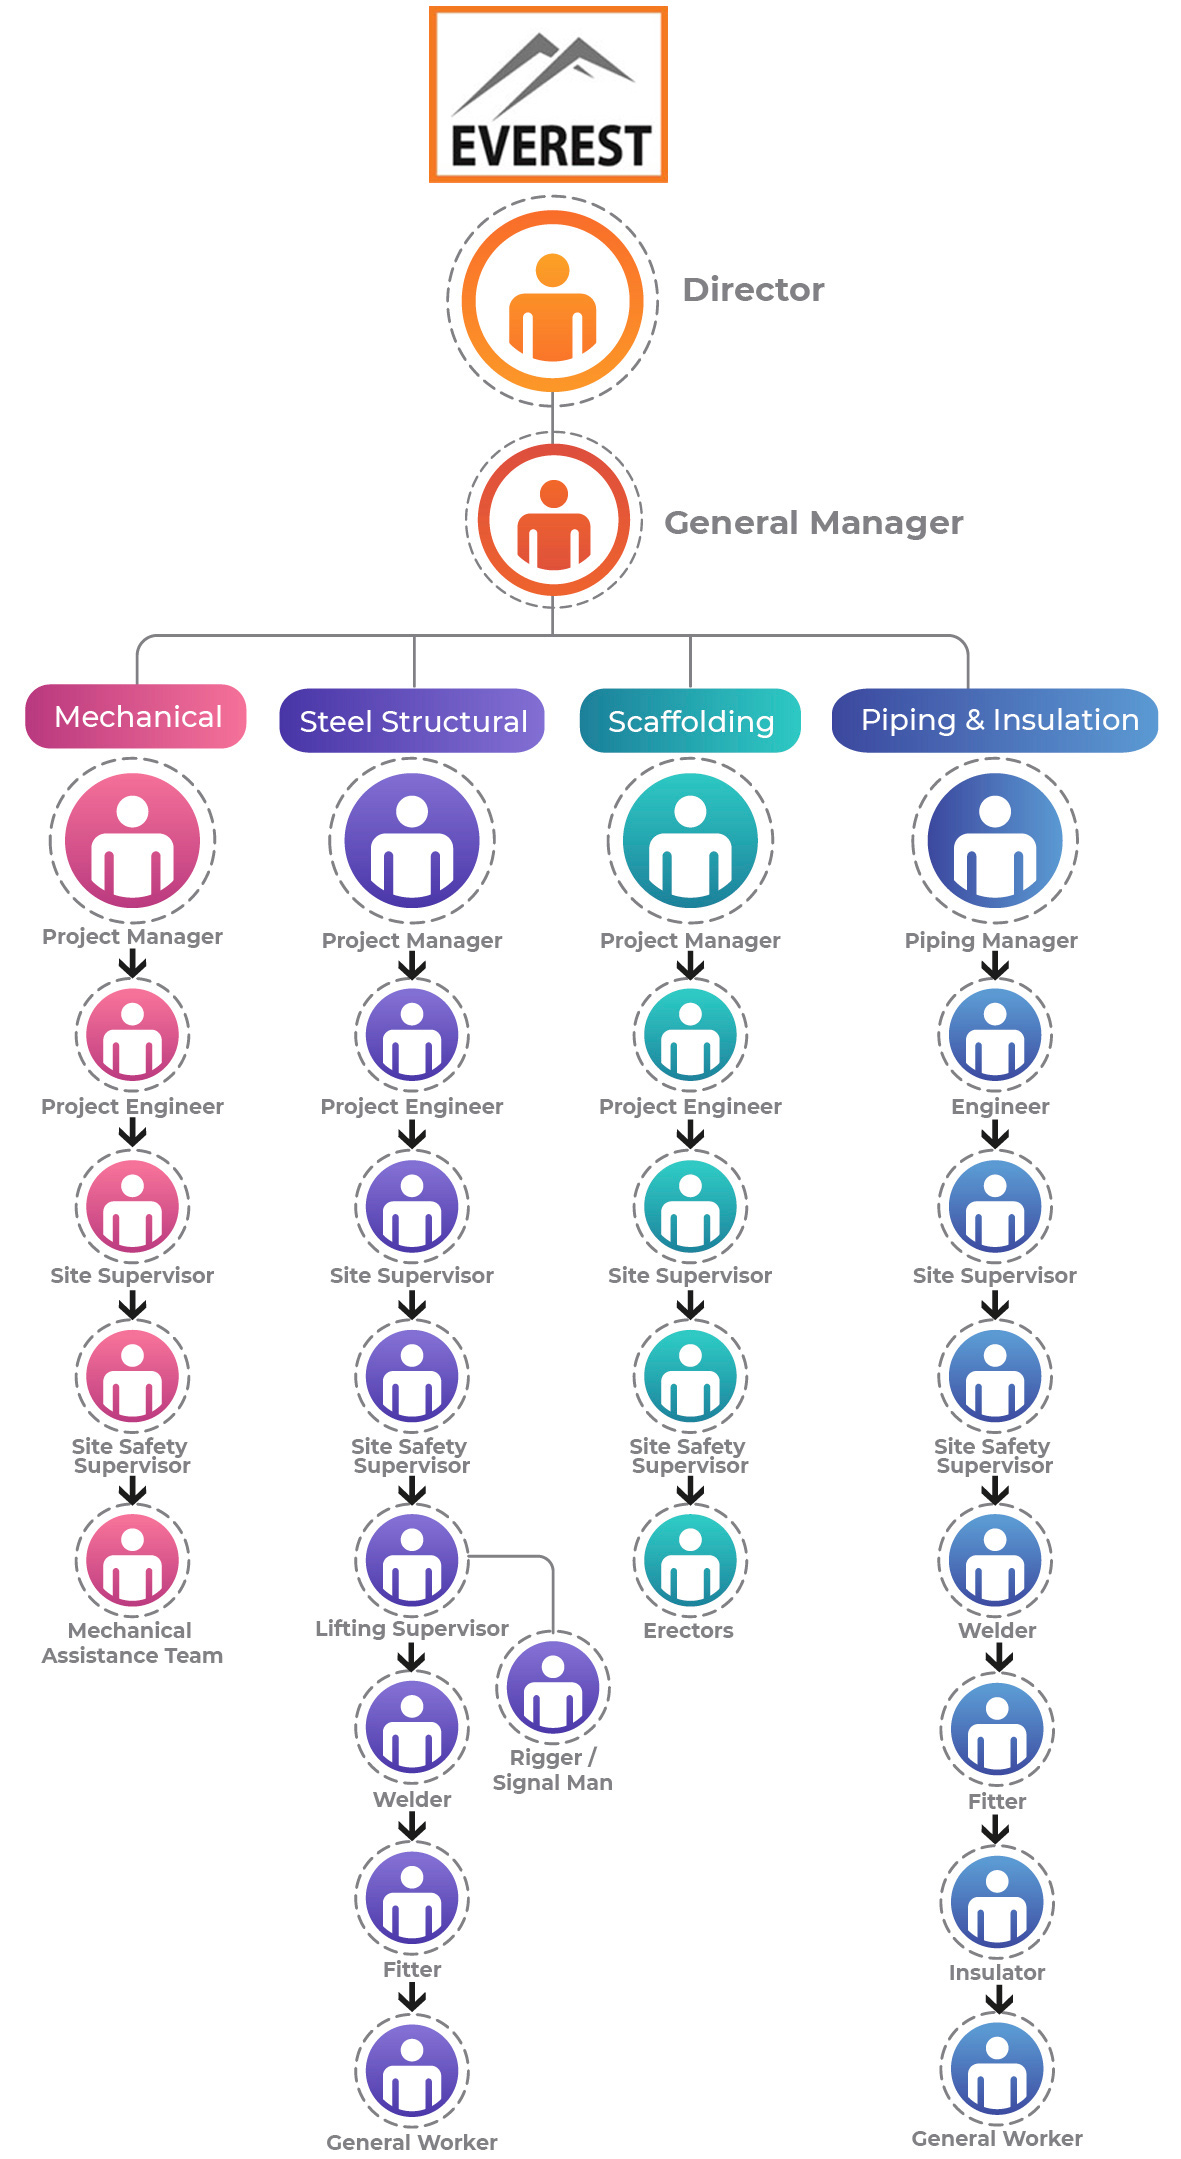 EVEREST
Director
General Manager
Mechanical
Steel Structural
Scaffolding
Piping & Insulation
Project Manager
Project Manager
Project Manager
Piping Manager
Project Engineer
Project Engineer
Project Engineer
Engineer
Site Supervisor
Site Supervisor
Site Supervisor
Site Supervisor
Site Safety
Supervisor
Site Safety
Supervisor
Site Safety
Supervisor
Site Safety
Supervisor
Mechanical
Assistance Team
Lifting Supervisor
Erectors
Welder
Rigger /
Signal Man
Welder
Fitter
Fitter
Insulator
General Worker
General Worker